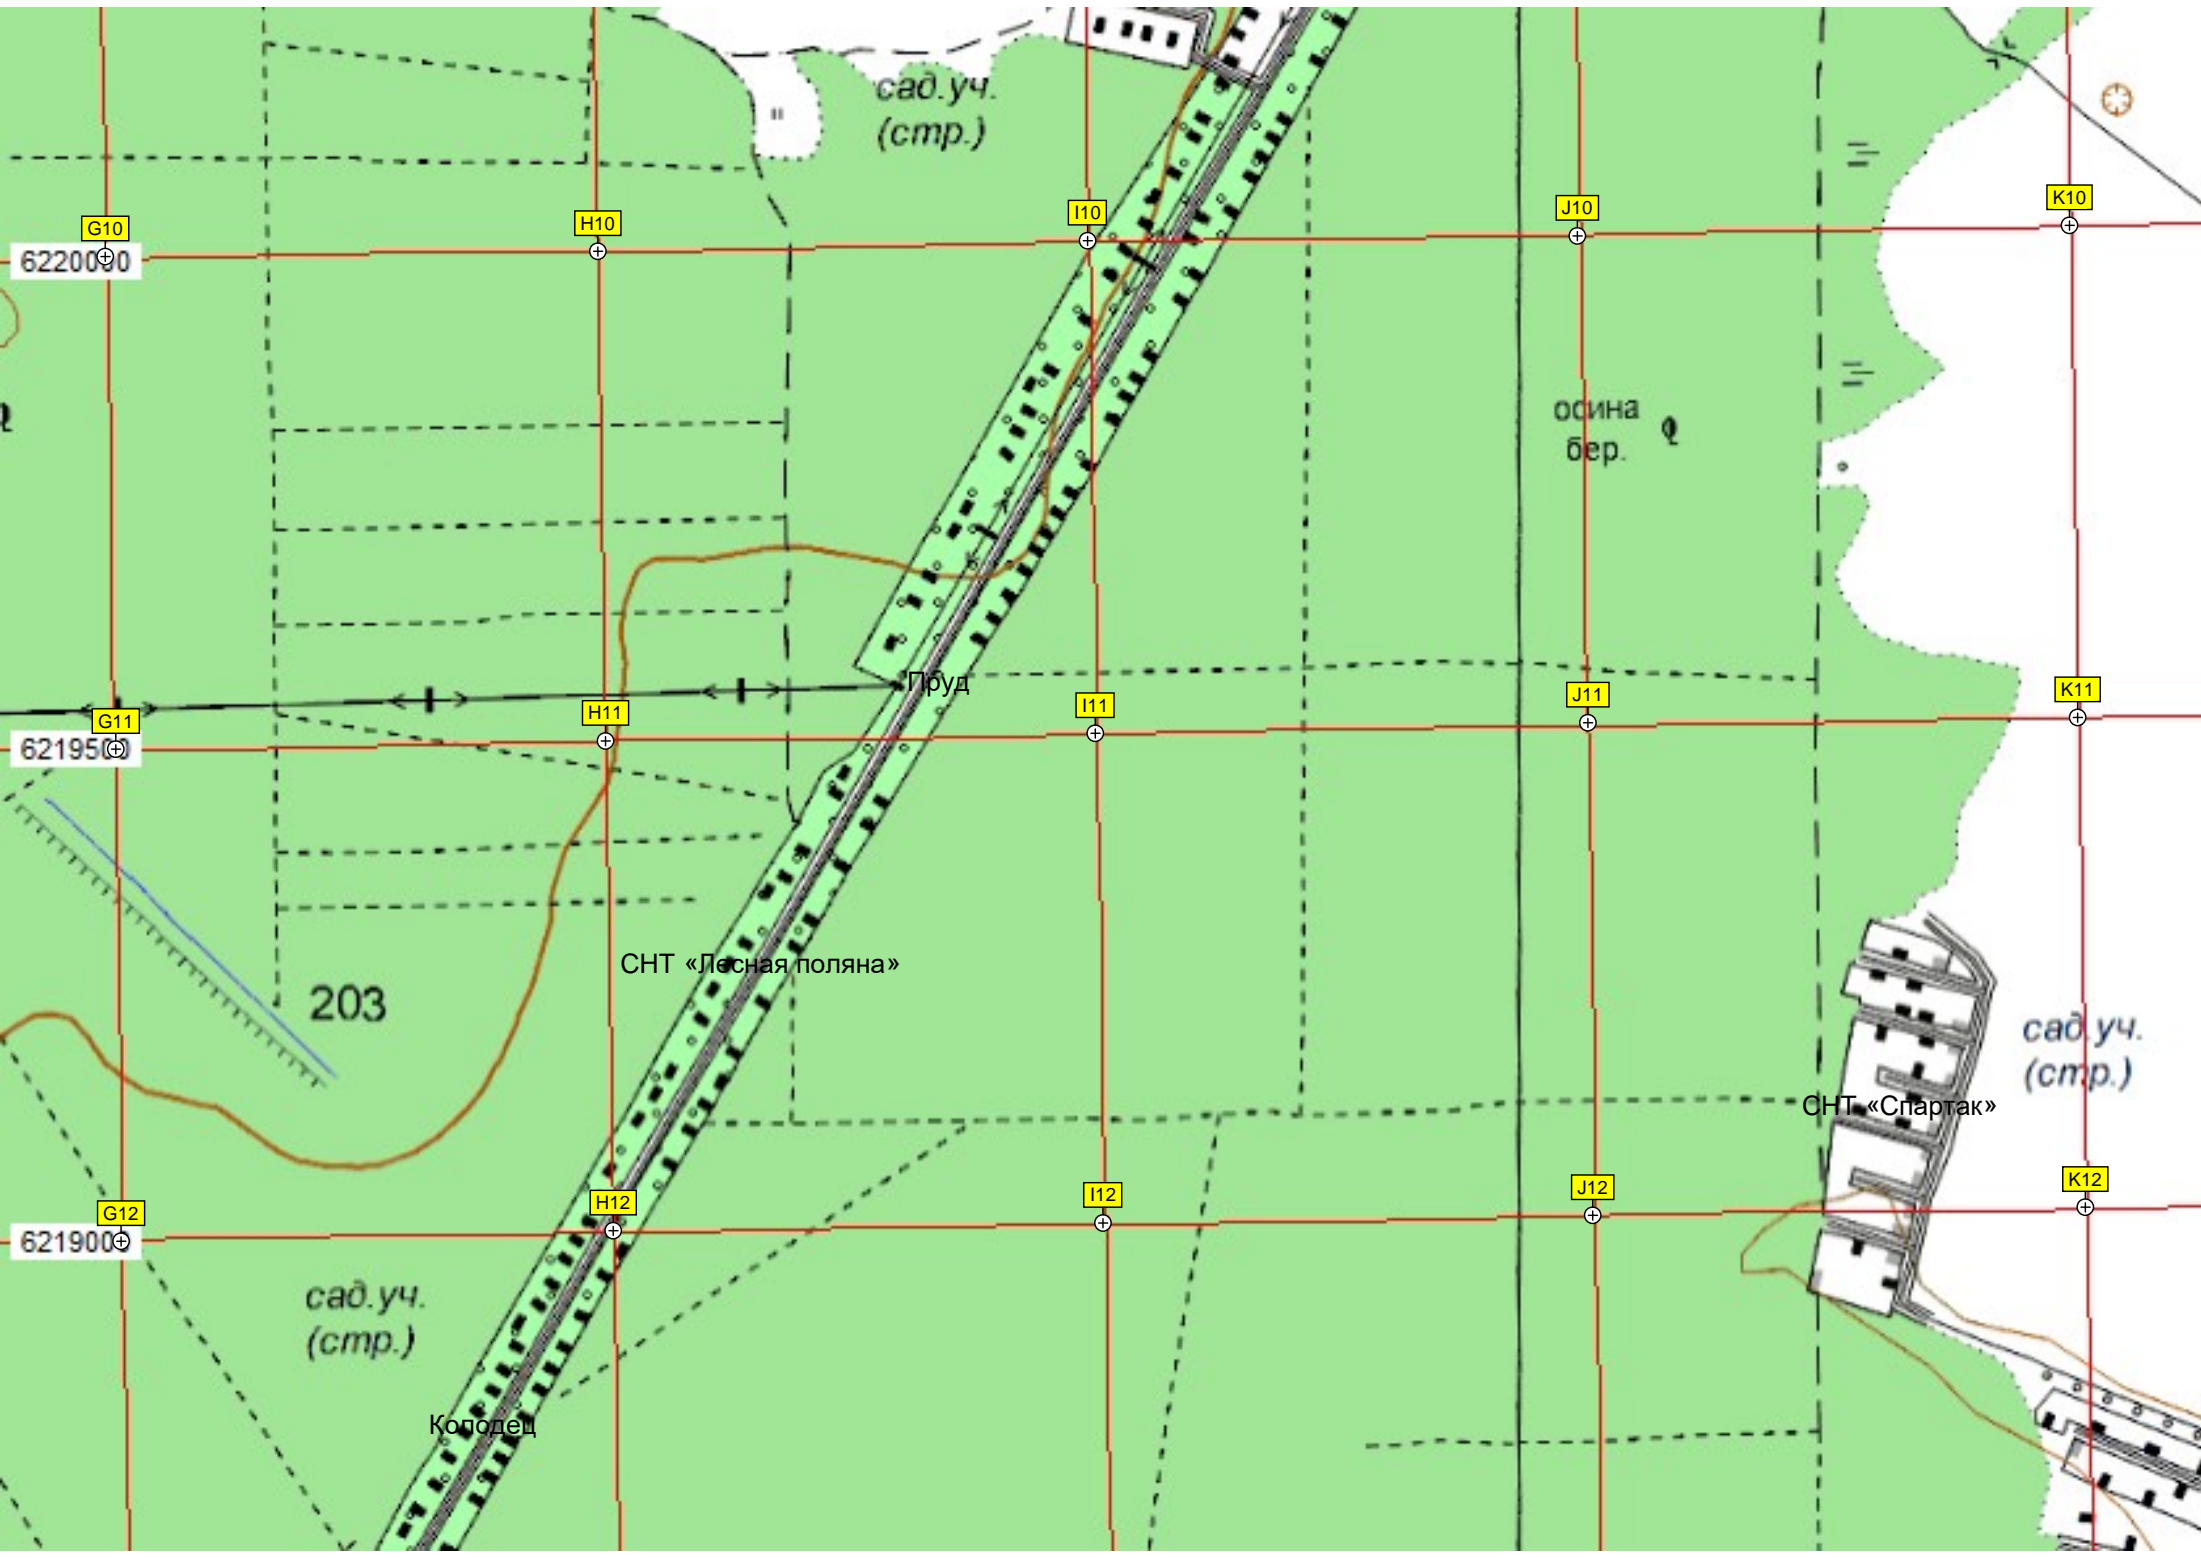 сад.уч.
(стр.)
K10
J10
I10
H10
G10
6220000
осина
бер.
Пруд
K11
J11
I11
H11
G11
6219500
СНТ «Лесная поляна»
203
сад.уч.
(стр.)
СНТ «Спартак»
K12
J12
I12
H12
G12
6219000
сад.уч.
(стр.)
Колодец